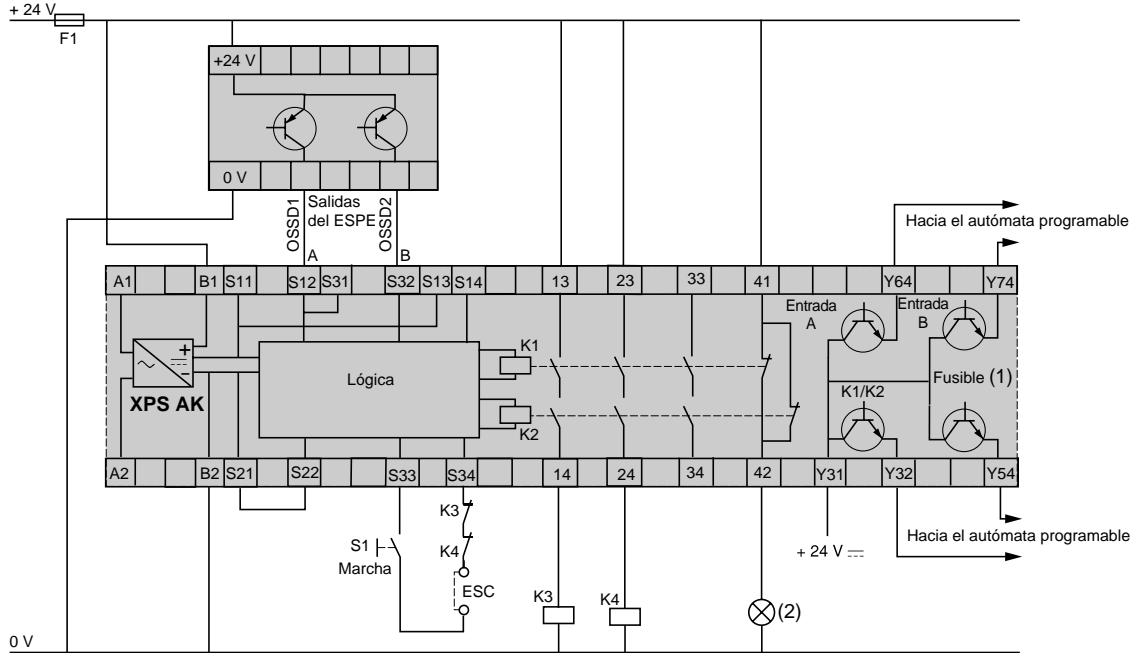 + 24 V
F1
+24 V
0 V
OSSD1
Salidas
del ESPE
OSSD2
A
B
Hacia el autómata programable
A1
B1
S11
S12
S31
S32
S13
S14
13
23
33
41
Y64
Y74
Entrada
A
Entrada
B
+
-
XPS AK
Lógica
K1
K2
Fusible (1)
K1/K2
A2
B2
S21
S22
S33
S34
14
24
34
42
Y31
Y32
Y54
K3
S1
Marcha
K4
ESC
+ 24 V
Hacia el autómata programable
K3
K4
(2)
0 V